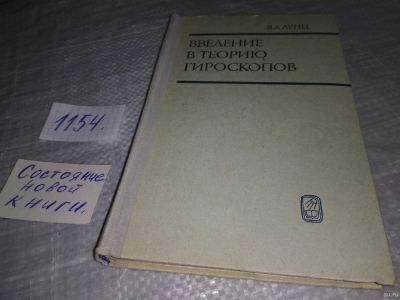 Я.Л.ЛУНЦ
ВВЕДЕНИЕ
В ТЕОРИЮ
ГИРОСКОПОВ
1154.
Состояние
новой
книги.